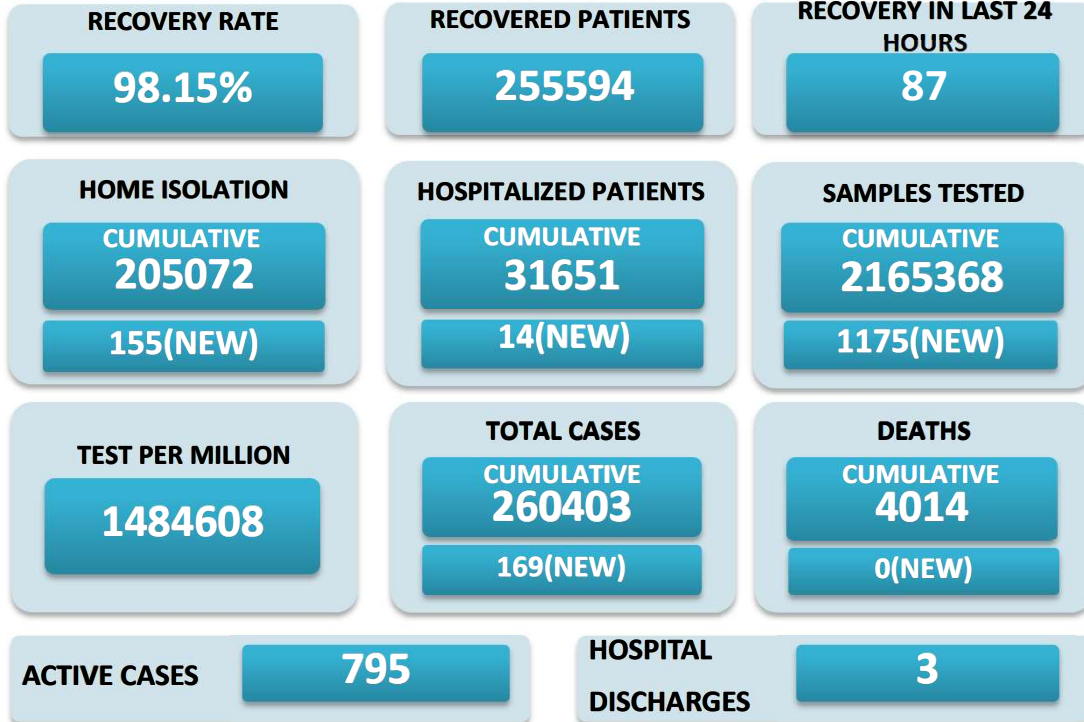 RECOVERY RATE
98.15%
RECOVERED PATIENTS
255594
RECOVERY IN LAST 24
HOURS
87
HOME ISOLATION
CUMULATIVE
205072
155(NEW)
HOSPITALIZED PATIENTS
CUMULATIVE
31651
14(NEW)
SAMPLES TESTED
CUMULATIVE
2165368
1175(NEW)
TEST PER MILLION
1484608
TOTAL CASES
CUMULATIVE
260403
169(NEW)
DEATHS
CUMULATIVE
4014
0(NEW)
ACTIVE CASES
795
HOSPITAL
DISCHARGES
3